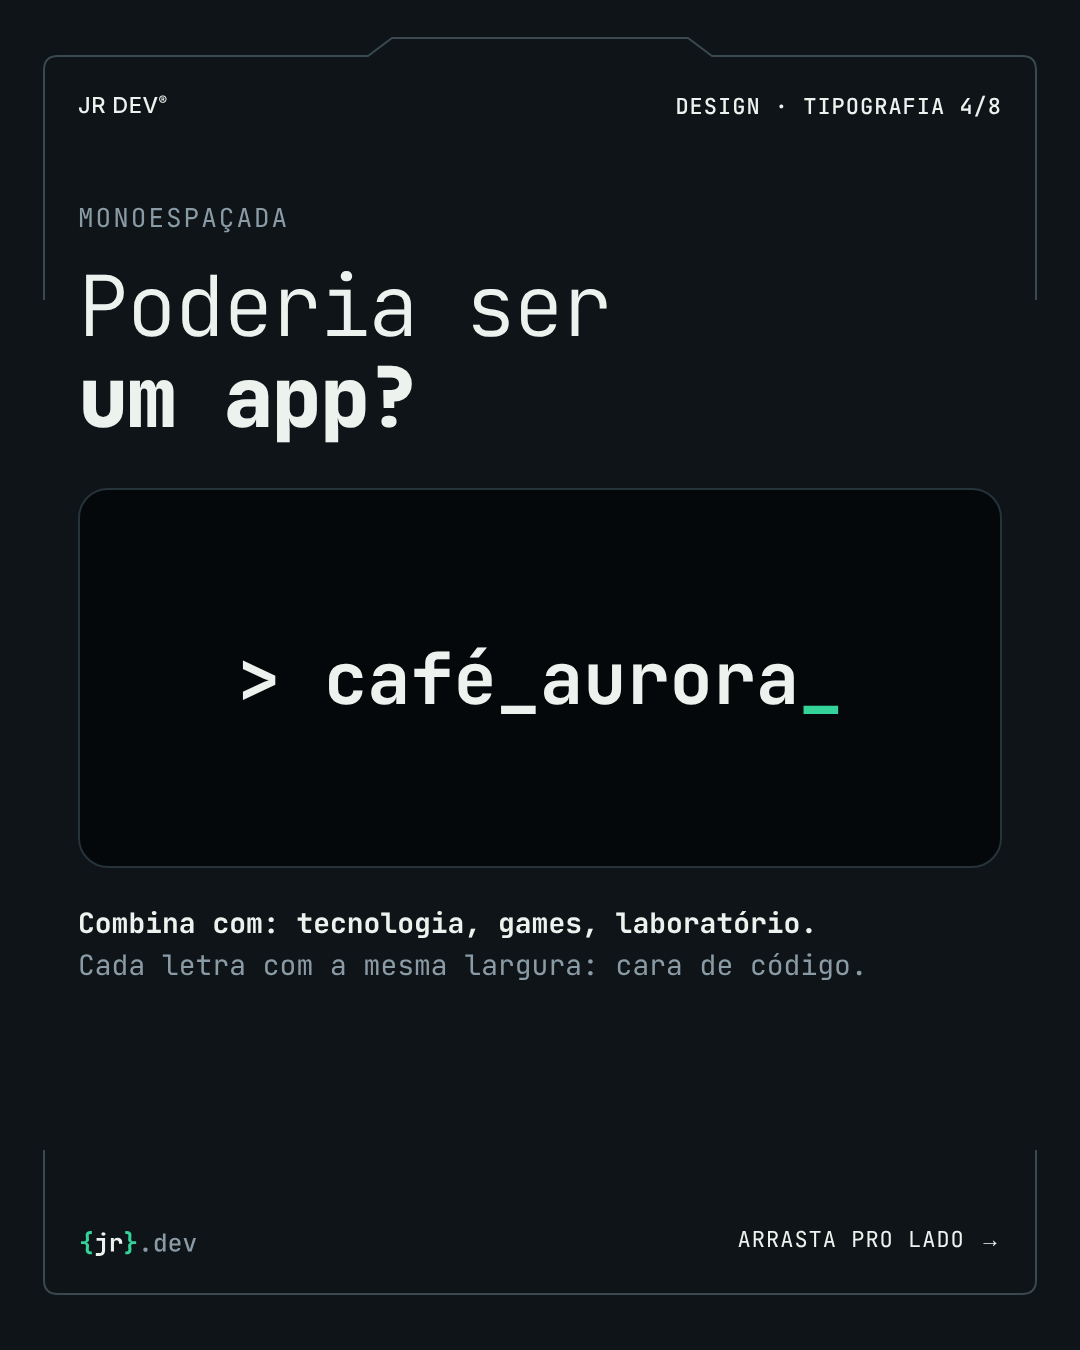 JR DEV®
DESIGN · TIPOGRAFIA 4/8
MONOESPAÇADA
Poderia ser
um app?
> café_aurora_
Combina com: tecnologia, games, laboratório.
Cada letra com a mesma largura: cara de código.
{jr}.dev
ARRASTA PRO LADO →